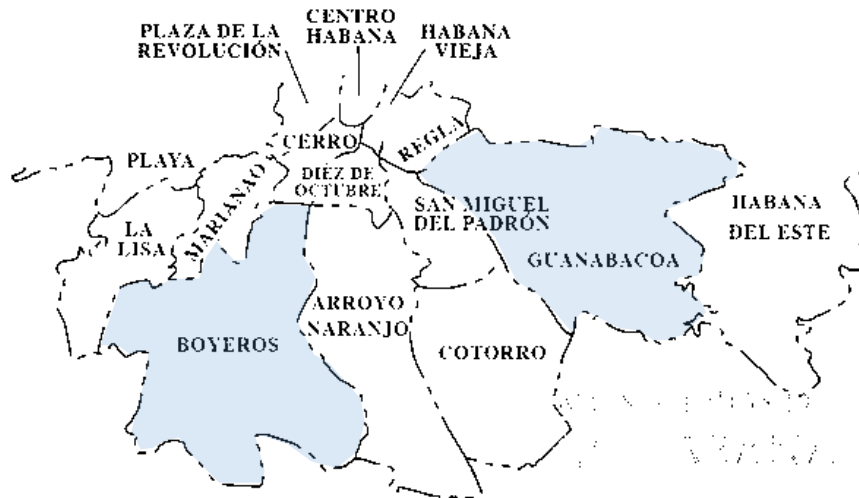 PLAZA DE LA
REVOLUCIÓN
CENTRO
HABANA
HABANA
VIEJA
CERRO
REGLA
PLAYA
MARIANAO
DIÉZ DE
OCTUBRE
LA
LISA
SAN MIGUEL
DEL PADRÓN
HABANA
DEL ESTE
GUANABACOA
BOYEROS
ARROYO
NARANJO
COTORRO